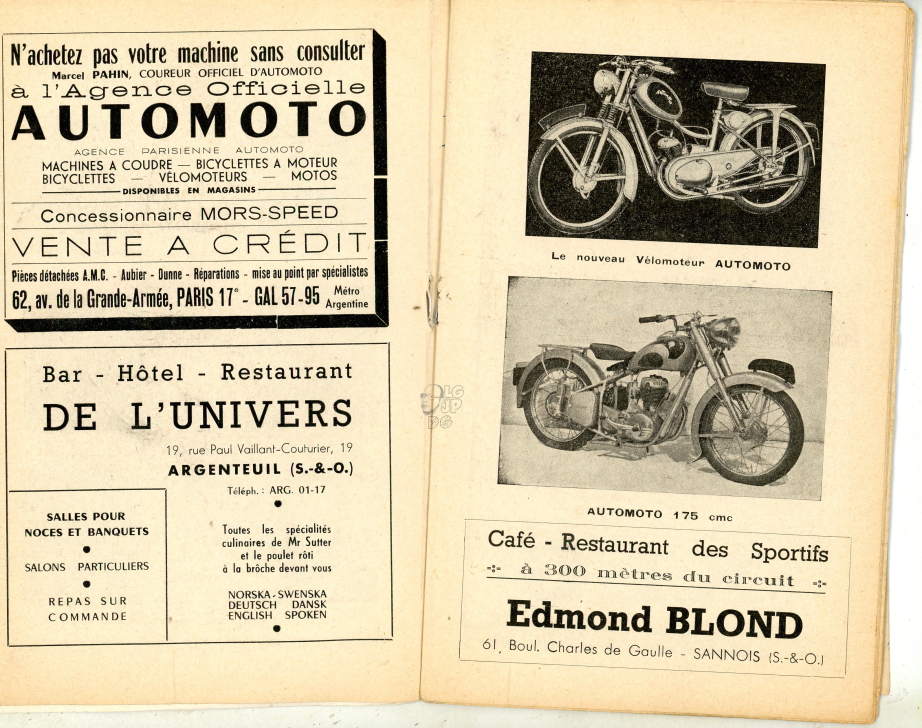 N'achetez pas votre machine sans consulter
Marcel PAHIN, COUREUR OFFICIEL D'AUTOMOTO
à l'Agence Officielle
AUTOMOTO
AGENCE PARISIENNE AUTOMOTO
MACHINES A COUDRE — BICYCLETTES A MOTEUR
BICYCLETTES — VÉLOMOTEURS — MOTOS
DISPONIBLES EN MAGASINS
Concessionnaire MORS-SPEED
VENTE A CRÉDIT
Pièces détachées A.M.C. - Aubier - Dunne - Réparations - mise au point par spécialistes
62, av. de la Grande-Armée, PARIS 17e - GAL 57-95 Métro Argentine
Bar - Hôtel - Restaurant
DE L'UNIVERS
19, rue Paul Vaillant-Couturier, 19
ARGENTEUIL (S.-&-O.)
Téléph. : ARG. 01-17
SALLES POUR
NOCES ET BANQUETS
SALONS PARTICULIERS
REPAS SUR
COMMANDE
Toutes les spécialités
culinaires de Mr Sutter
et le poulet rôti
à la brôche devant vous
NORSKA-SWENSKA
DEUTSCH DANSK
ENGLISH SPOKEN
Le nouveau Vélomoteur AUTOMOTO
AUTOMOTO 175 cmc
Café - Restaurant des Sportifs
à 300 mètres du circuit
Edmond BLOND
61, Boul. Charles de Gaulle - SANNOIS (S.-&-O.)